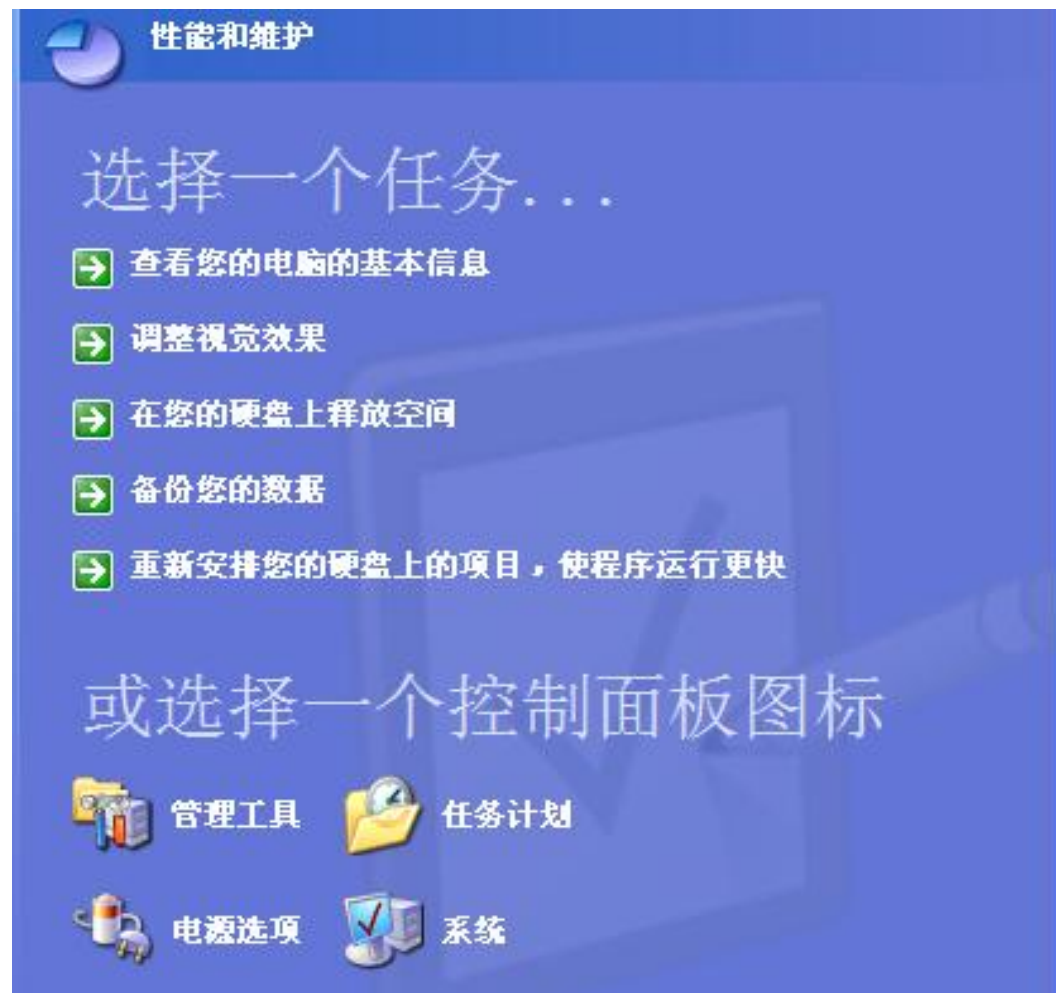 性能和维护
选择一个任务...
查看您的电脑的基本信息
调整视觉效果
在您的硬盘上释放空间
备份您的数据
重新安排您的硬盘上的项目，使程序运行更快
或选择一个控制面板图标
管理工具
任务计划
电源选项
系统